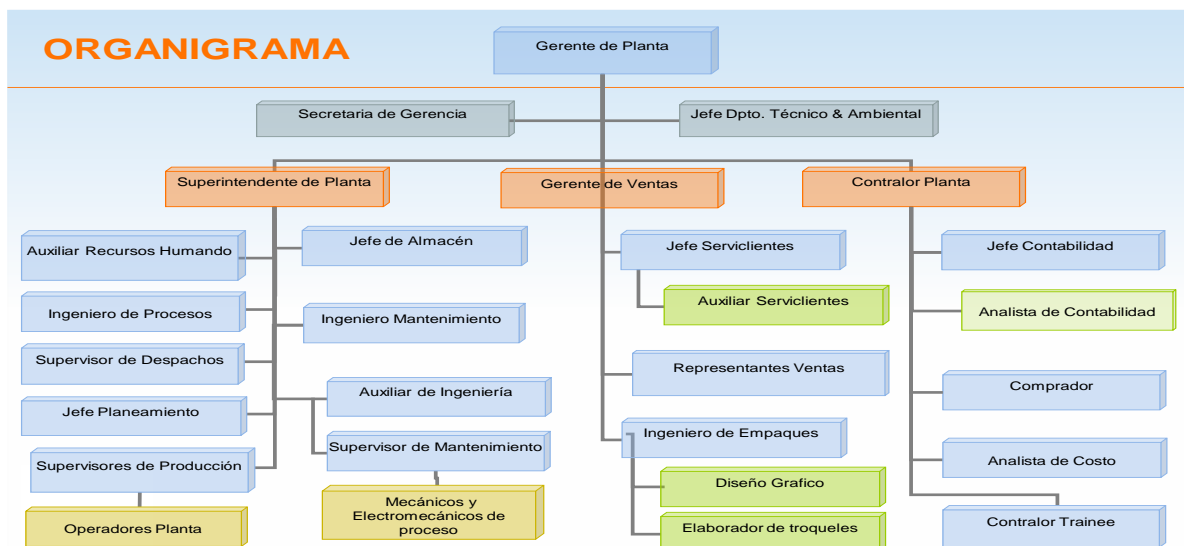 ORGANIGRAMA
Gerente de Planta
Secretaria de Gerencia
Jefe Dpto. Técnico & Ambiental
Superintendente de Planta
Gerente de Ventas
Contralor Planta
Auxiliar Recursos Humando
Jefe de Almacén
Jefe Serviclientes
Jefe Contabilidad
Ingeniero de Procesos
Ingeniero Mantenimiento
Auxiliar Serviclientes
Analista de Contabilidad
Supervisor de Despachos
Representantes Ventas
Auxiliar de Ingeniería
Comprador
Jefe Planeamiento
Ingeniero de Empaques
Supervisores de Producción
Supervisor de Mantenimiento
Analista de Costo
Diseño Grafico
Operadores Planta
Mecánicos y
Electromecánicos de
proceso
Elaborador de troqueles
Contralor Trainee